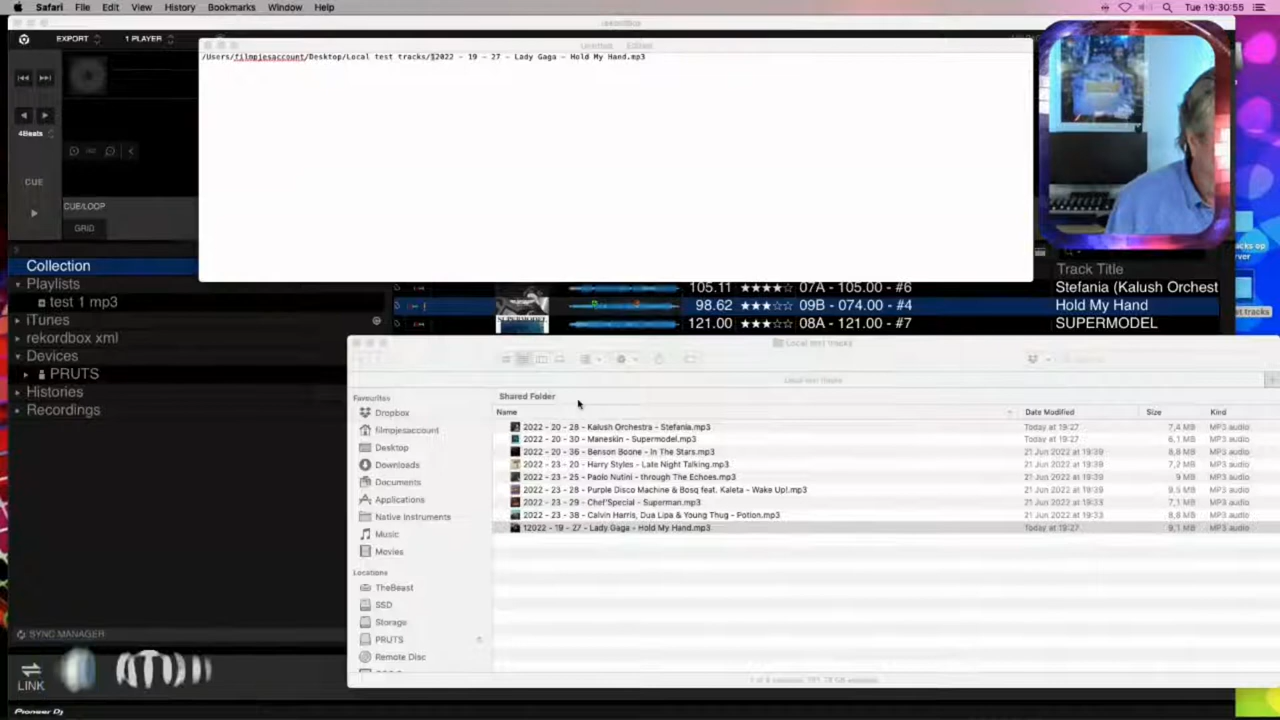 Safari File Edit View History Bookmarks Window Help
Tue 19:30:55
rekordbox
EXPORT
1 PLAYER
Untitled — Edited
/Users/filmpjesaccount/Desktop/Local test tracks/12022 - 19 - 27 - Lady Gaga - Hold My Hand.mp3
4Beats
CUE
CUE/LOOP
GRID
Collection
Playlists
test 1 mp3
iTunes
rekordbox xml
Devices
PRUTS
Histories
Recordings
SYNC MANAGER
LINK
Pioneer Dj
Track Title
105.11 ★★★★☆ 07A - 105.00 - #6 Stefania (Kalush Orchest
98.62 ★★★☆☆ 09B - 074.00 - #4 Hold My Hand
SUPERMODEL
121.00 ★★★☆☆ 08A - 121.00 - #7 SUPERMODEL
Local test tracks
Local test tracks
Favourites
Dropbox
filmpjesaccount
Desktop
Downloads
Documents
Applications
Native Instruments
Music
Movies
Locations
TheBeast
SSD
Storage
PRUTS
Remote Disc
Shared Folder
Name Date Modified Size Kind
2022 - 20 - 28 - Kalush Orchestra - Stefania.mp3 Today at 19:27 7,4 MB MP3 audio
2022 - 20 - 30 - Maneskin - Supermodel.mp3 Today at 19:27 6,1 MB MP3 audio
2022 - 20 - 36 - Benson Boone - In The Stars.mp3 21 Jun 2022 at 19:39 8,8 MB MP3 audio
2022 - 23 - 20 - Harry Styles - Late Night Talking.mp3 21 Jun 2022 at 19:39 7,2 MB MP3 audio
2022 - 23 - 25 - Paolo Nutini - through The Echoes.mp3 21 Jun 2022 at 19:39 9 MB MP3 audio
2022 - 23 - 28 - Purple Disco Machine & Bosq feat. Kaleta - Wake Up!.mp3 21 Jun 2022 at 19:39 9,5 MB MP3 audio
2022 - 23 - 29 - Chef'Special - Superman.mp3 21 Jun 2022 at 19:33 7,1 MB MP3 audio
2022 - 23 - 38 - Calvin Harris, Dua Lipa & Young Thug - Potion.mp3 21 Jun 2022 at 19:33 8,8 MB MP3 audio
12022 - 19 - 27 - Lady Gaga - Hold My Hand.mp3 Today at 19:27 9,1 MB MP3 audio